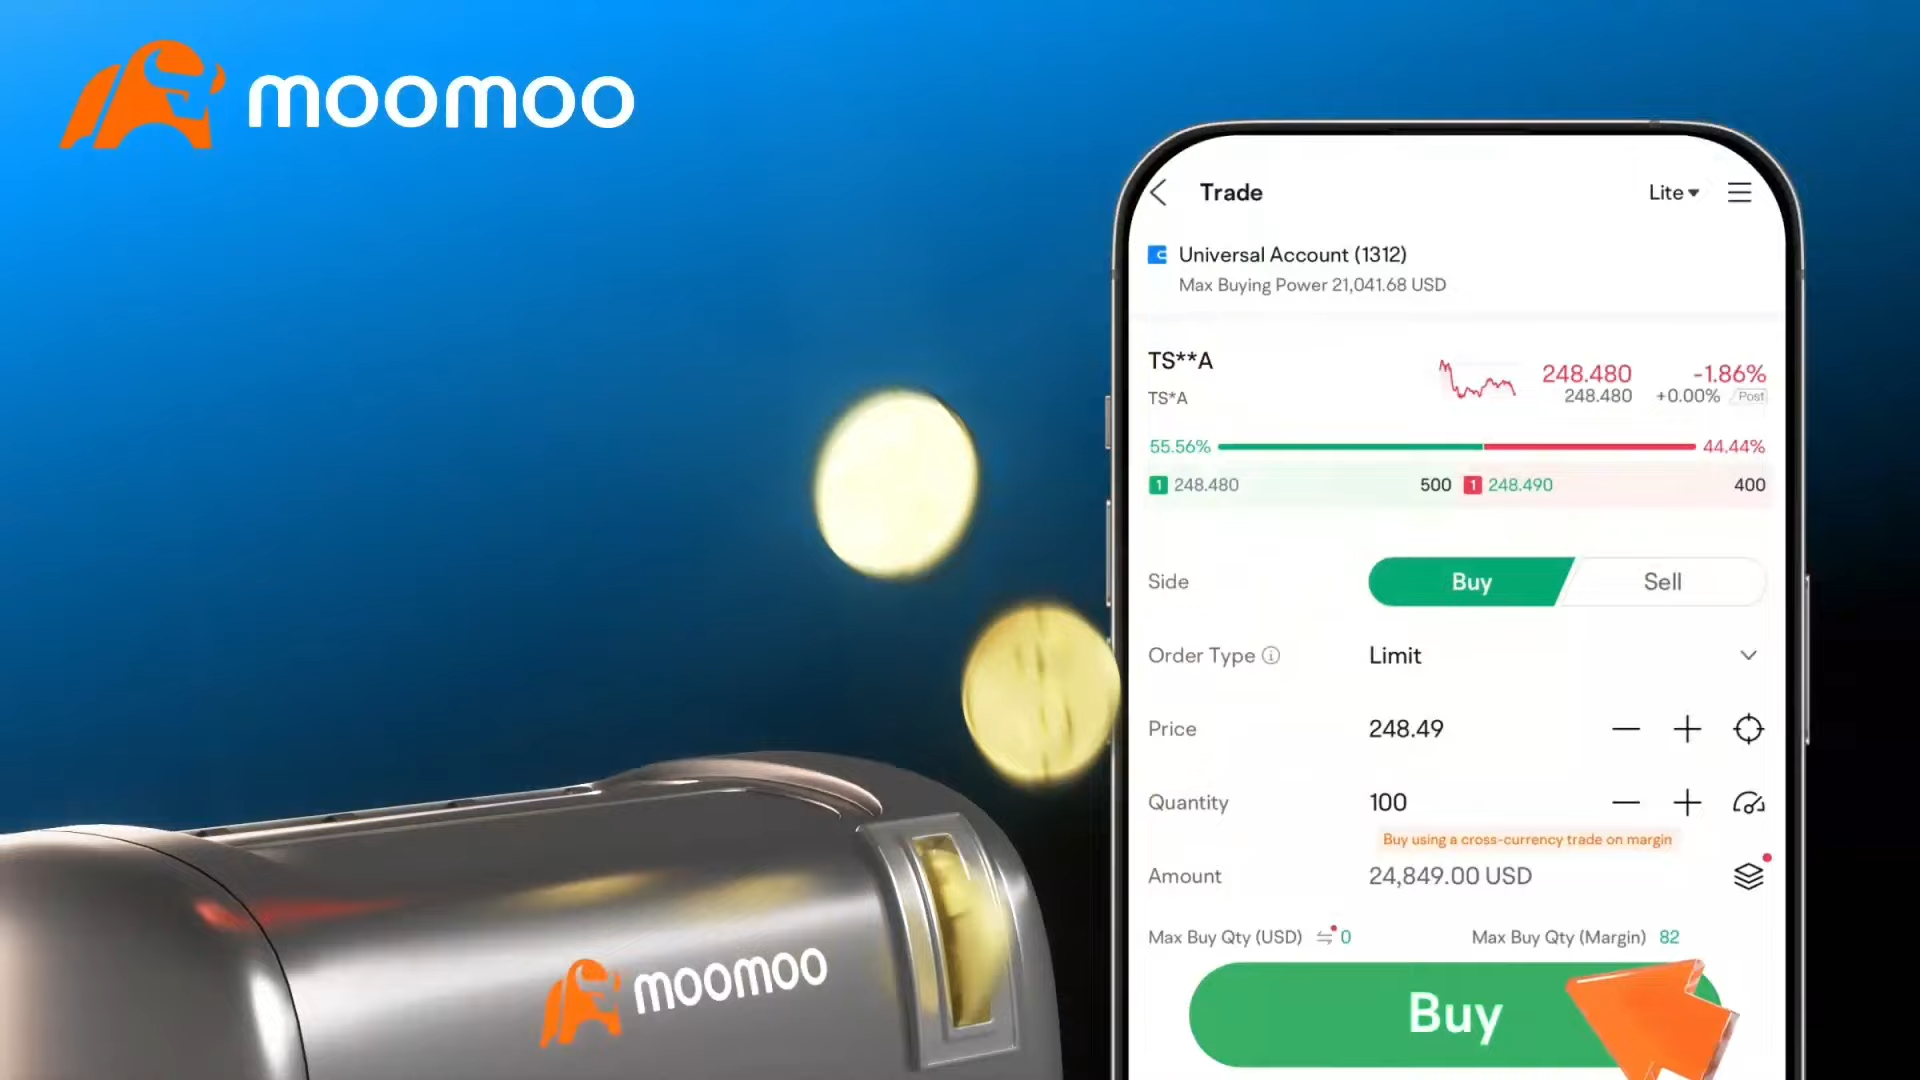 moomoo
Trade
Lite
Universal Account (1312)
Max Buying Power 21,041.68 USD
TS**A
248.480 -1.86%
TS*A
248.480 +0.00% Post
55.56% 44.44%
1 248.480 500 1 248.490 400
Side Buy Sell
Order Type Limit
Price 248.49
Quantity 100
Buy using a cross-currency trade on margin
Amount 24,849.00 USD
Max Buy Qty (USD) 0 Max Buy Qty (Margin) 82
Buy
moomoo